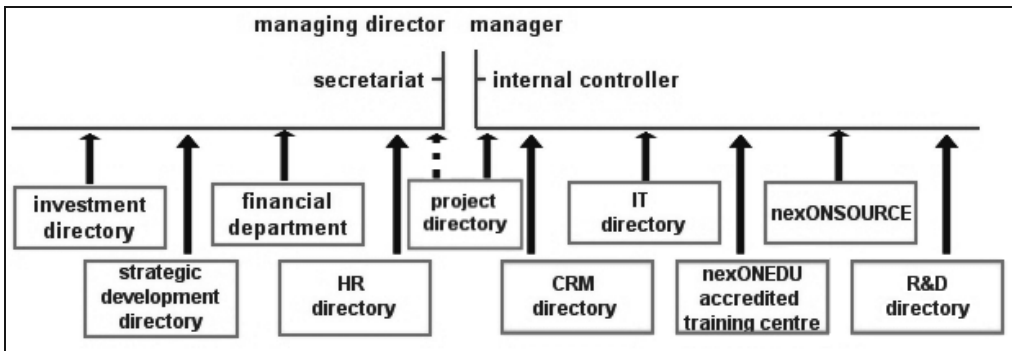 managing director manager
secretariat internal controller
investment
directory
financial
department
project
directory
IT
directory
nexONSOURCE
strategic
development
directory
HR
directory
CRM
directory
nexONEDU
accredited
training centre
R&D
directory